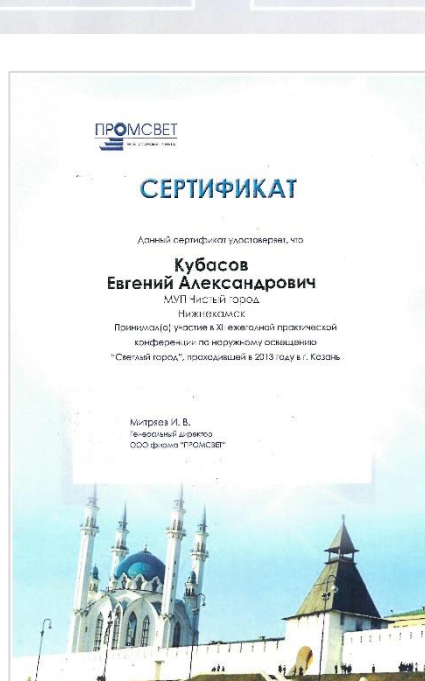 ПРОМСВЕТ
СЕРТИФИКАТ
Данный сертификат удостоверяет, что
Кубасов
Евгений Александрович
МУП Чистый город
Нижнекамск
Принимал(а) участие в XI ежегодной практической
конференции по наружному освещению
"Светлый город", проходившей в 2013 году в г. Казань
Митряев И. В.
Генеральный директор
ООО фирма "ПРОМСВЕТ"